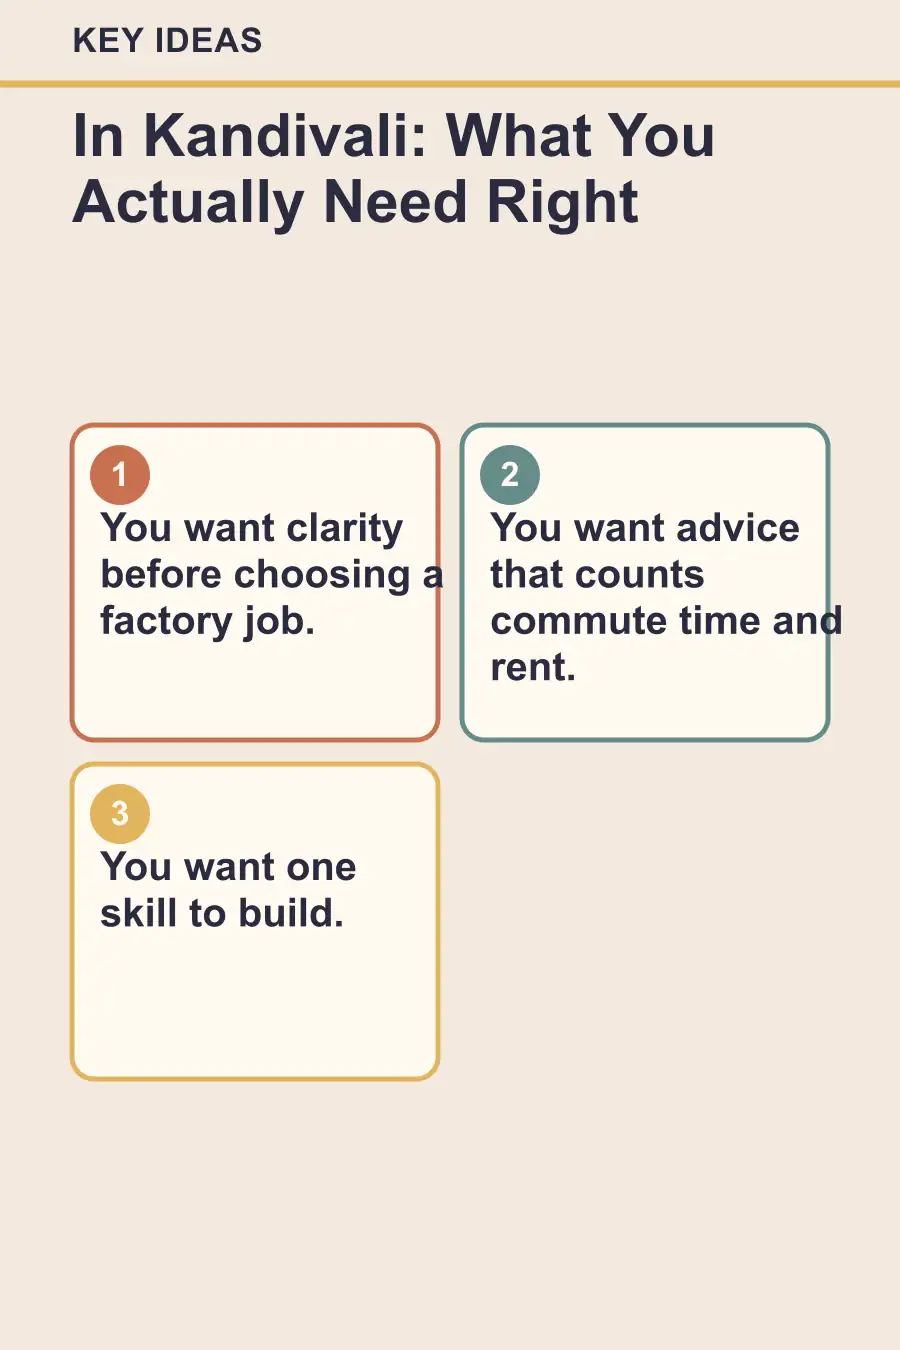 KEY IDEAS
In Kandivali: What You
Actually Need Right
1
You want clarity
before choosing a
factory job.
2
You want advice
that counts
commute time and
rent.
3
You want one
skill to build.